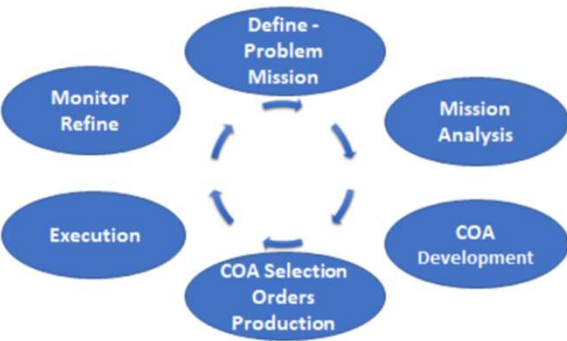 Define -
Problem
Mission
Mission
Analysis
COA
Development
COA Selection
Orders
Production
Execution
Monitor
Refine